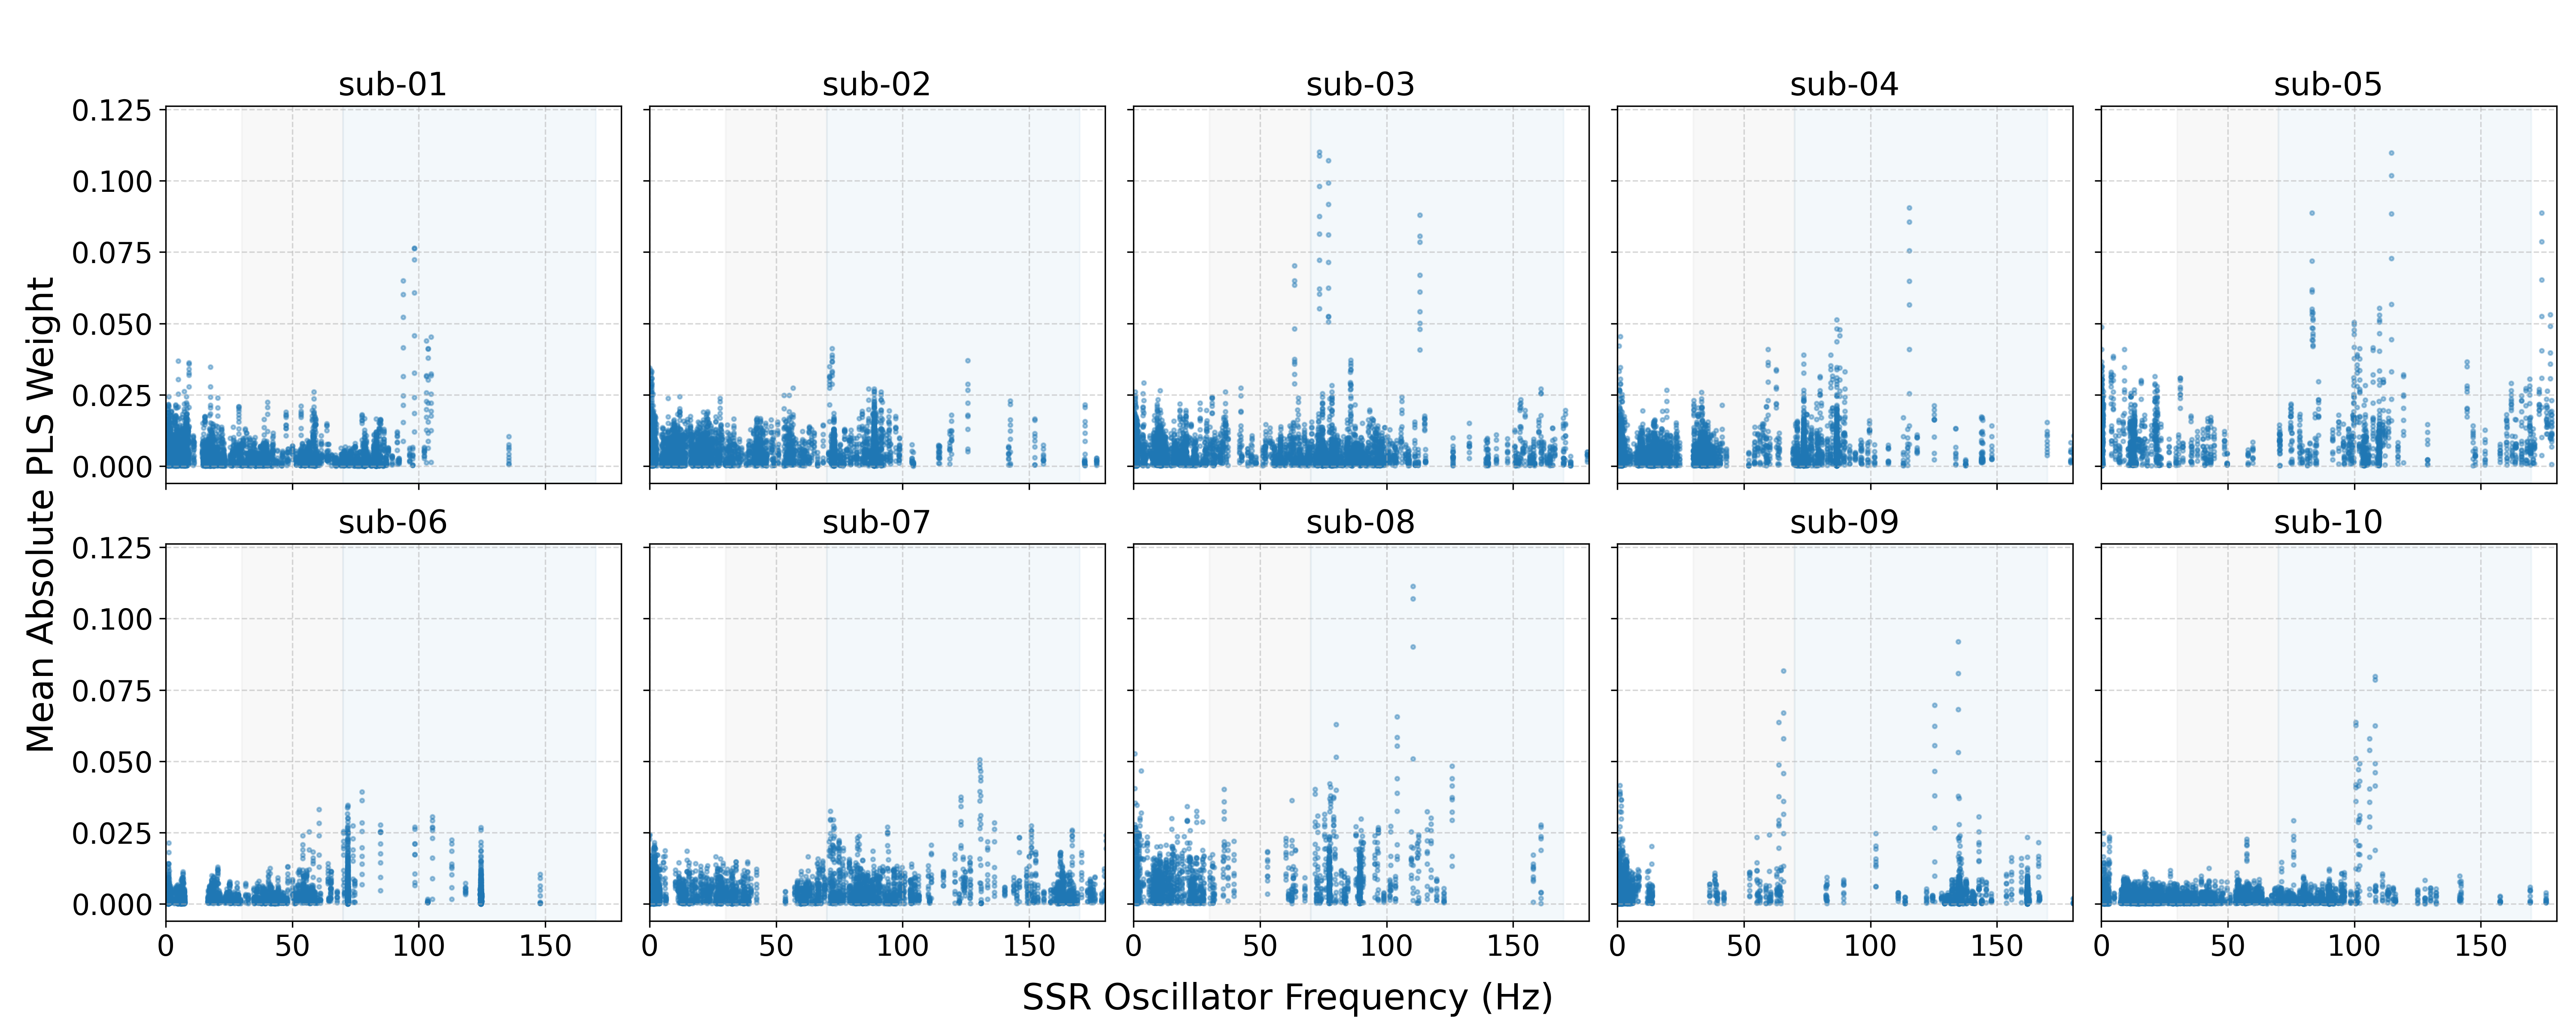 sub-01 sub-02 sub-03 sub-04 sub-05
0.125
0.100
0.075
0.050
0.025
0.000
Mean Absolute PLS Weight
sub-06 sub-07 sub-08 sub-09 sub-10
0.125
0.100
0.075
0.050
0.025
0.000
0 50 100 150 0 50 100 150 0 50 100 150 0 50 100 150 0 50 100 150
SSR Oscillator Frequency (Hz)